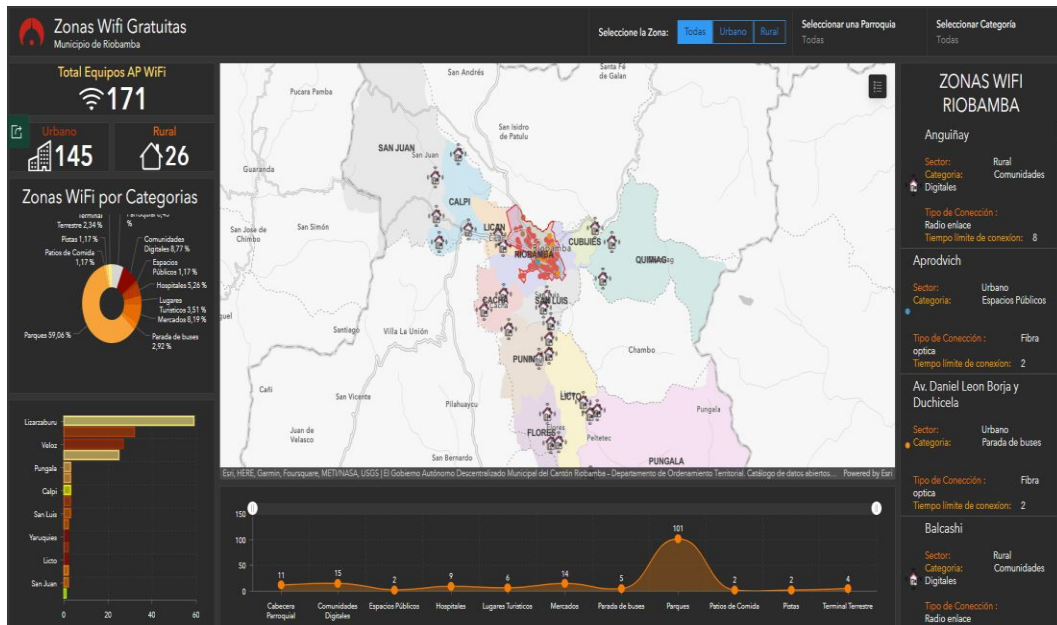 Zonas Wifi Gratuitas
Municipio de Riobamba
Seleccione la Zona:
Todas
Urbano
Rural
Seleccionar una Parroquia
Todas
Seleccionar Categoría
Todas
Total Equipos AP WiFi
171
Urbano
145
Rural
26
Zonas WiFi por Categorias
Terminal
Terrestre 2,34 %
%
Pistas 1,17 %
Patios de Comida
1,17 %
Comunidades
Digitales 8,77 %
Espacios
Públicos 1,17 %
Hospitales 5,26 %
Lugares
Turisticos 3,51 %
Mercados 8,19 %
Parques 59,06 %
Parada de buses
2,92 %
Lizarzaburu
Veloz
Pungala
Calpi
San Luis
Yaruquies
Licto
San Juan
0
20
40
60
San Andrés
Santa Fé
de Galan
Pucara Pamba
San Isidro
de Patulu
SAN JUAN
San Juan
Guaranda
CALPI
San José de
Chimbo
San Simón
LICAN
Lican
CUBIJIES
Riobamba
RIOBAMBA
QUIMIAG
CACHA
Cacha
SAN LUIS
Santiago
Villa La Unión
Chambo
PUNIN
Cañi
San Vicente
Pilahuaycu
LICTO
Pungala
Juan de
Velasco
FLORES
Flores
Peltetec
San Bernardo
PUNGALA
Esri, HERE, Garmin, Foursquare, METI/NASA, USGS | El Gobierno Autónomo Descentralizado Municipal del Cantón Riobamba – Departamento de Ordenamiento Territorial. Catálogo de datos abiertos...
Powered by Esri
150
100
50
0
11
15
2
9
6
14
5
101
2
2
4
Cabecera
Parroquial
Comunidades
Digitales
Espacios Públicos
Hospitales
Lugares Turisticos
Mercados
Parada de buses
Parques
Patios de Comida
Pistas
Terminal Terrestre
ZONAS WIFI
RIOBAMBA
Anguiñay
Sector: Rural
Categoria: Comunidades
Digitales
Tipo de Conección :
Radio enlace
Tiempo límite de conexíon: 8
Aprodvich
Sector: Urbano
Categoria: Espacios Públicos
Tipo de Conección : Fibra
optica
Tiempo límite de conexíon: 2
Av. Daniel Leon Borja y
Duchicela
Sector: Urbano
Categoria: Parada de buses
Tipo de Conección : Fibra
optica
Tiempo límite de conexíon: 2
Balcashi
Sector: Rural
Categoria: Comunidades
Digitales
Tipo de Conección :
Radio enlace